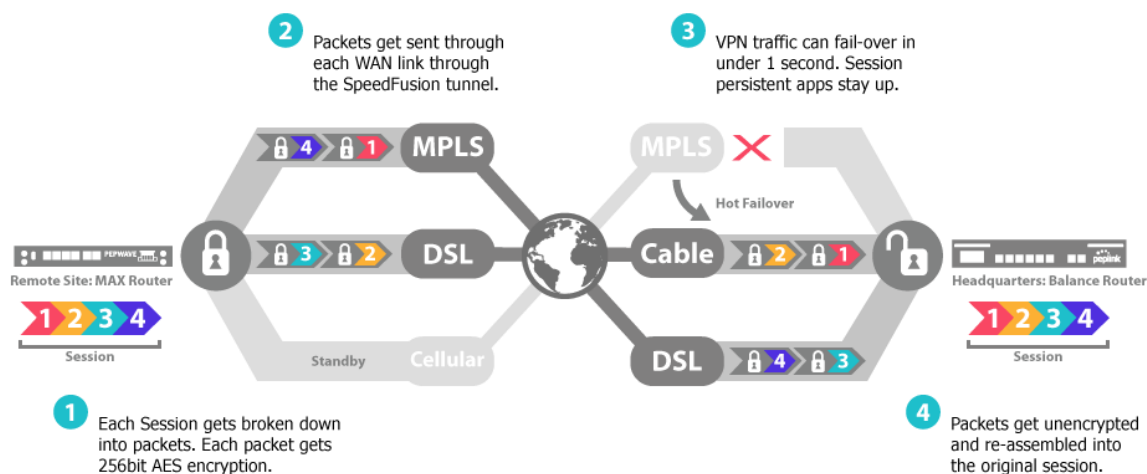 2
Packets get sent through
each WAN link through
the SpeedFusion tunnel.
3
VPN traffic can fail-over in
under 1 second. Session
persistent apps stay up.
4 1 MPLS
MPLS
Hot Failover
PEPWAVE
Remote Site: MAX Router
3 2 DSL
Cable 2 1
peplink
Headquarters: Balance Router
1 2 3 4
Session
Standby Cellular
DSL 4 3
1 2 3 4
Session
1
Each Session gets broken down
into packets. Each packet gets
256bit AES encryption.
4
Packets get unencrypted
and re-assembled into
the original session.